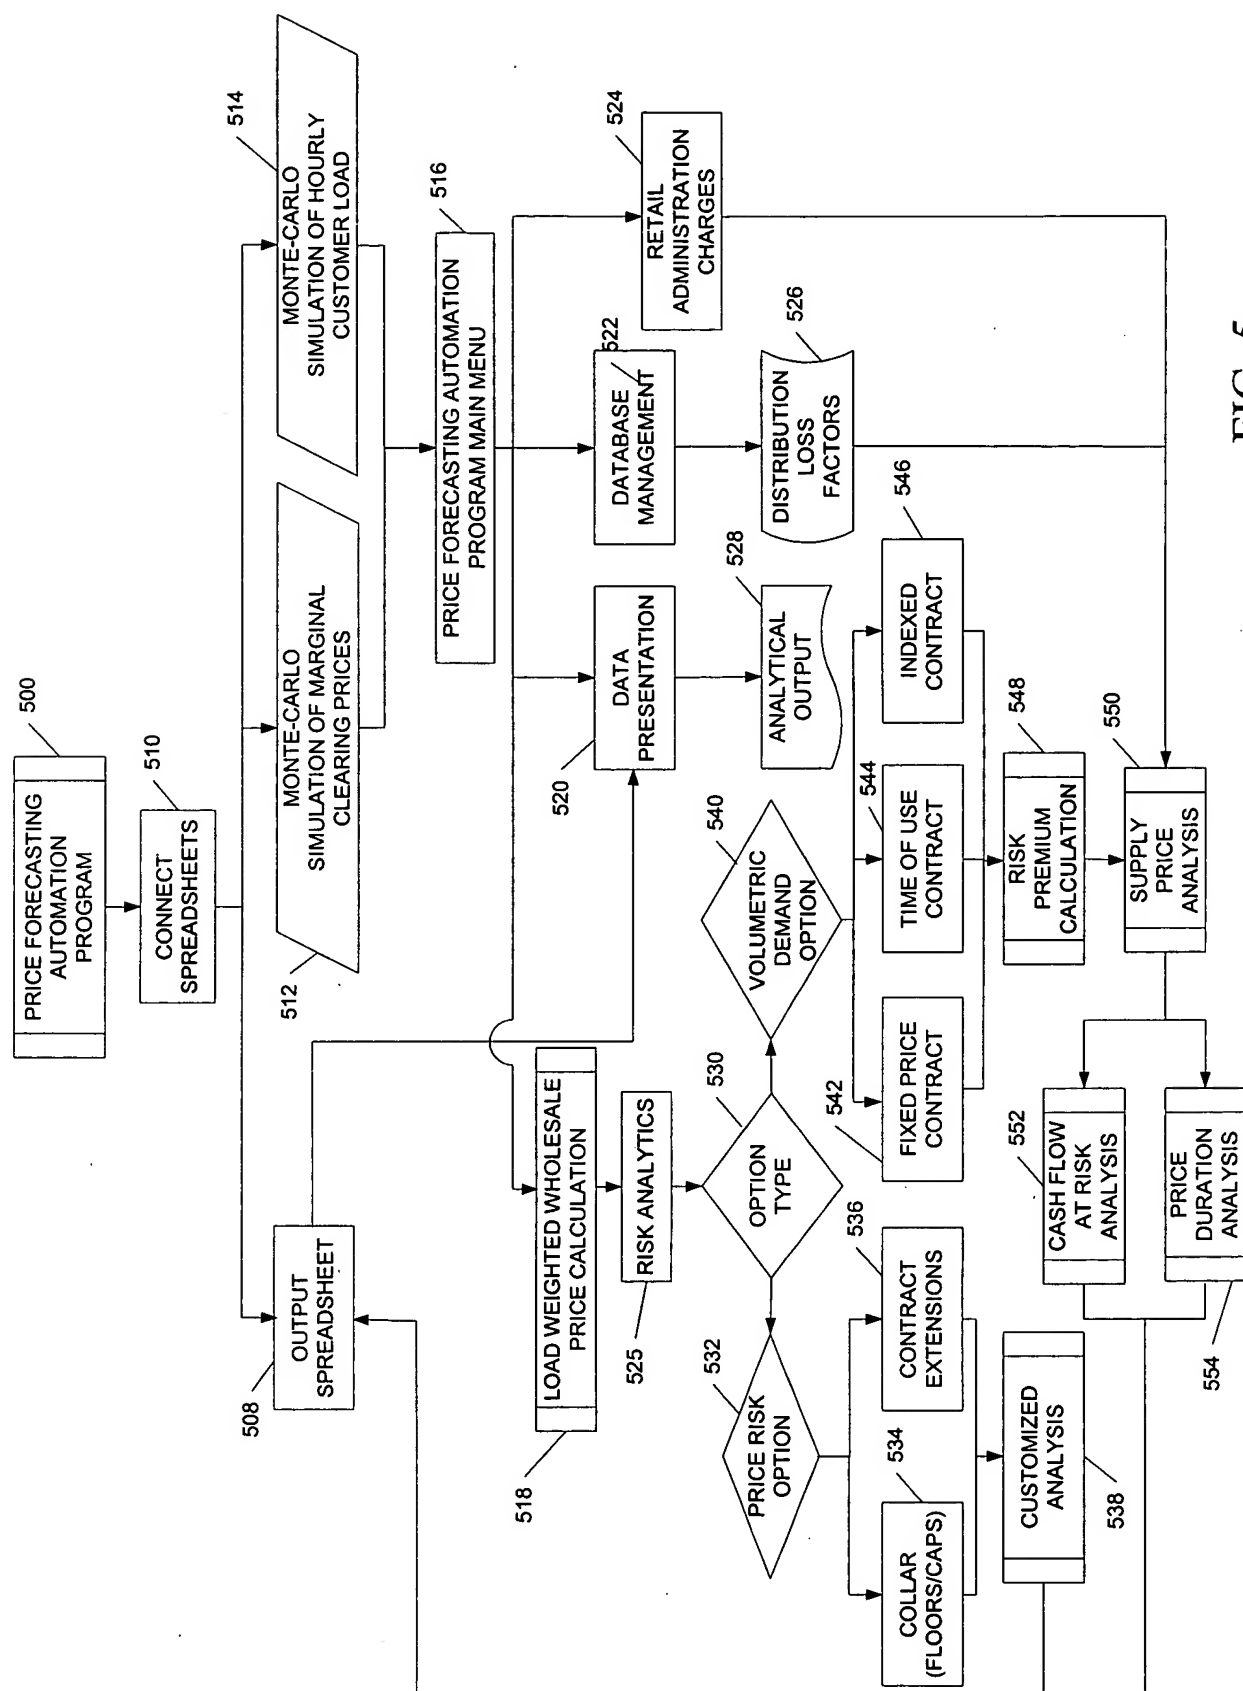 500
PRICE FORECASTING
AUTOMATION
PROGRAM
510
CONNECT
SPREADSHEETS
508
OUTPUT
SPREADSHEET
512
MONTE-CARLO
SIMULATION OF MARGINAL
CLEARING PRICES
514
MONTE-CARLO
SIMULATION OF HOURLY
CUSTOMER LOAD
516
PRICE FORECASTING AUTOMATION
PROGRAM MAIN MENU
518
LOAD WEIGHTED WHOLESALE
PRICE CALCULATION
520
DATA
PRESENTATION
522
DATABASE
MANAGEMENT
524
RETAIL
ADMINISTRATION
CHARGES
525
RISK ANALYTICS
528
ANALYTICAL
OUTPUT
526
DISTRIBUTION
LOSS
FACTORS
530
OPTION
TYPE
532
PRICE RISK
OPTION
540
VOLUMETRIC
DEMAND
OPTION
534
COLLAR
(FLOORS/CAPS)
536
CONTRACT
EXTENSIONS
542
FIXED PRICE
CONTRACT
544
TIME OF USE
CONTRACT
546
INDEXED
CONTRACT
538
CUSTOMIZED
ANALYSIS
548
RISK
PREMIUM
CALCULATION
550
SUPPLY
PRICE
ANALYSIS
552
CASH FLOW
AT RISK
ANALYSIS
554
PRICE
DURATION
ANALYSIS
FIG. 5